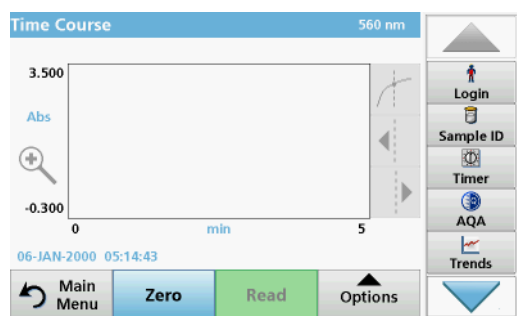 Time Course 560 nm
3.500
Abs
-0.300
0 min 5
06-JAN-2000 05:14:43
Main
Menu
Zero
Read
Options
Login
Sample ID
Timer
AQA
Trends